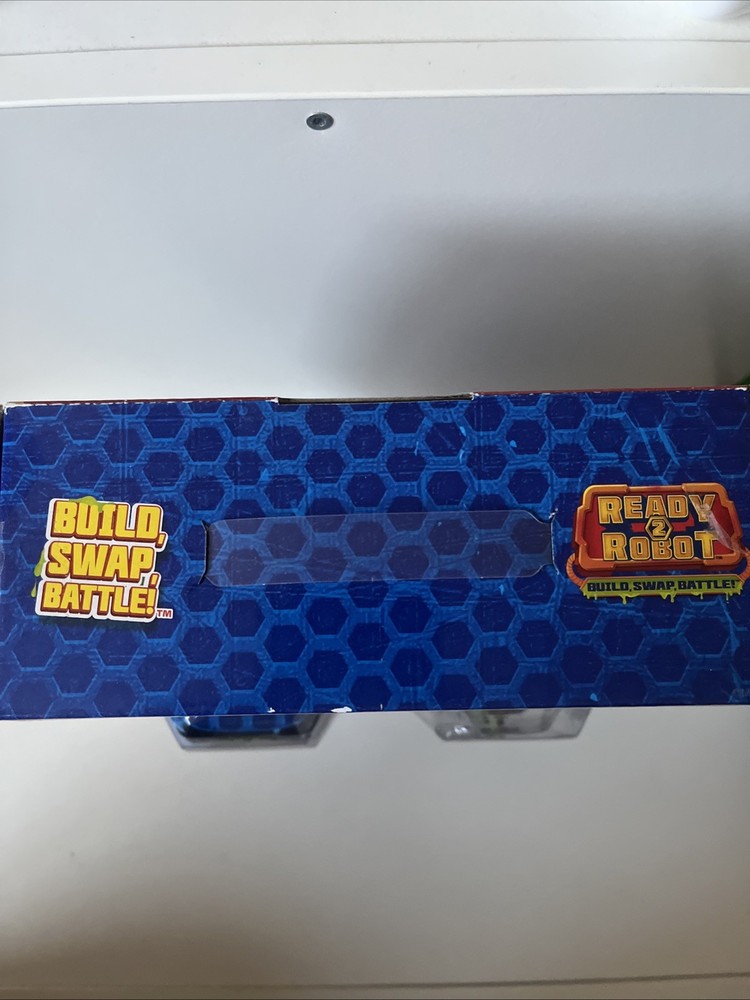 BUILD,
SWAP,
BATTLE!™
READY
2
ROBOT
BUILD, SWAP, BATTLE!